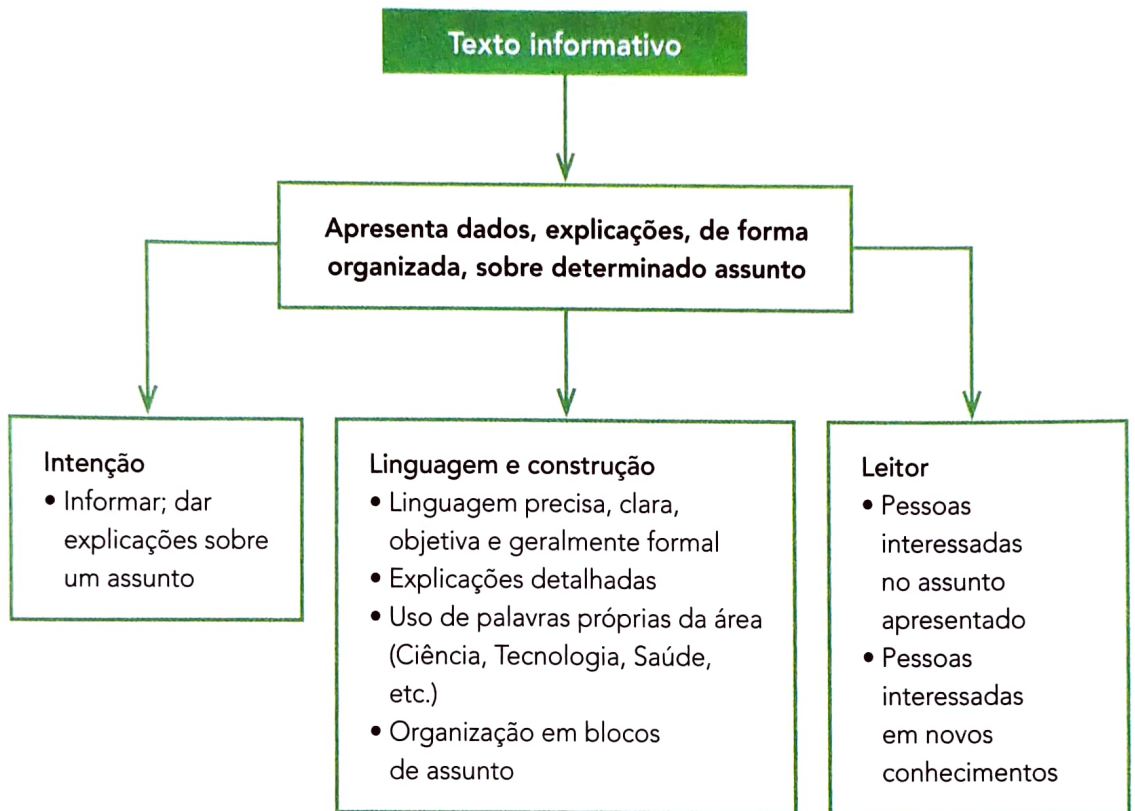 Texto informativo
Apresenta dados, explicações, de forma
organizada, sobre determinado assunto
Intenção
• Informar; dar
explicações sobre
um assunto
Linguagem e construção
• Linguagem precisa, clara,
objetiva e geralmente formal
• Explicações detalhadas
• Uso de palavras próprias da área
(Ciência, Tecnologia, Saúde,
etc.)
• Organização em blocos
de assunto
Leitor
• Pessoas
interessadas
no assunto
apresentado
• Pessoas
interessadas
em novos
conhecimentos